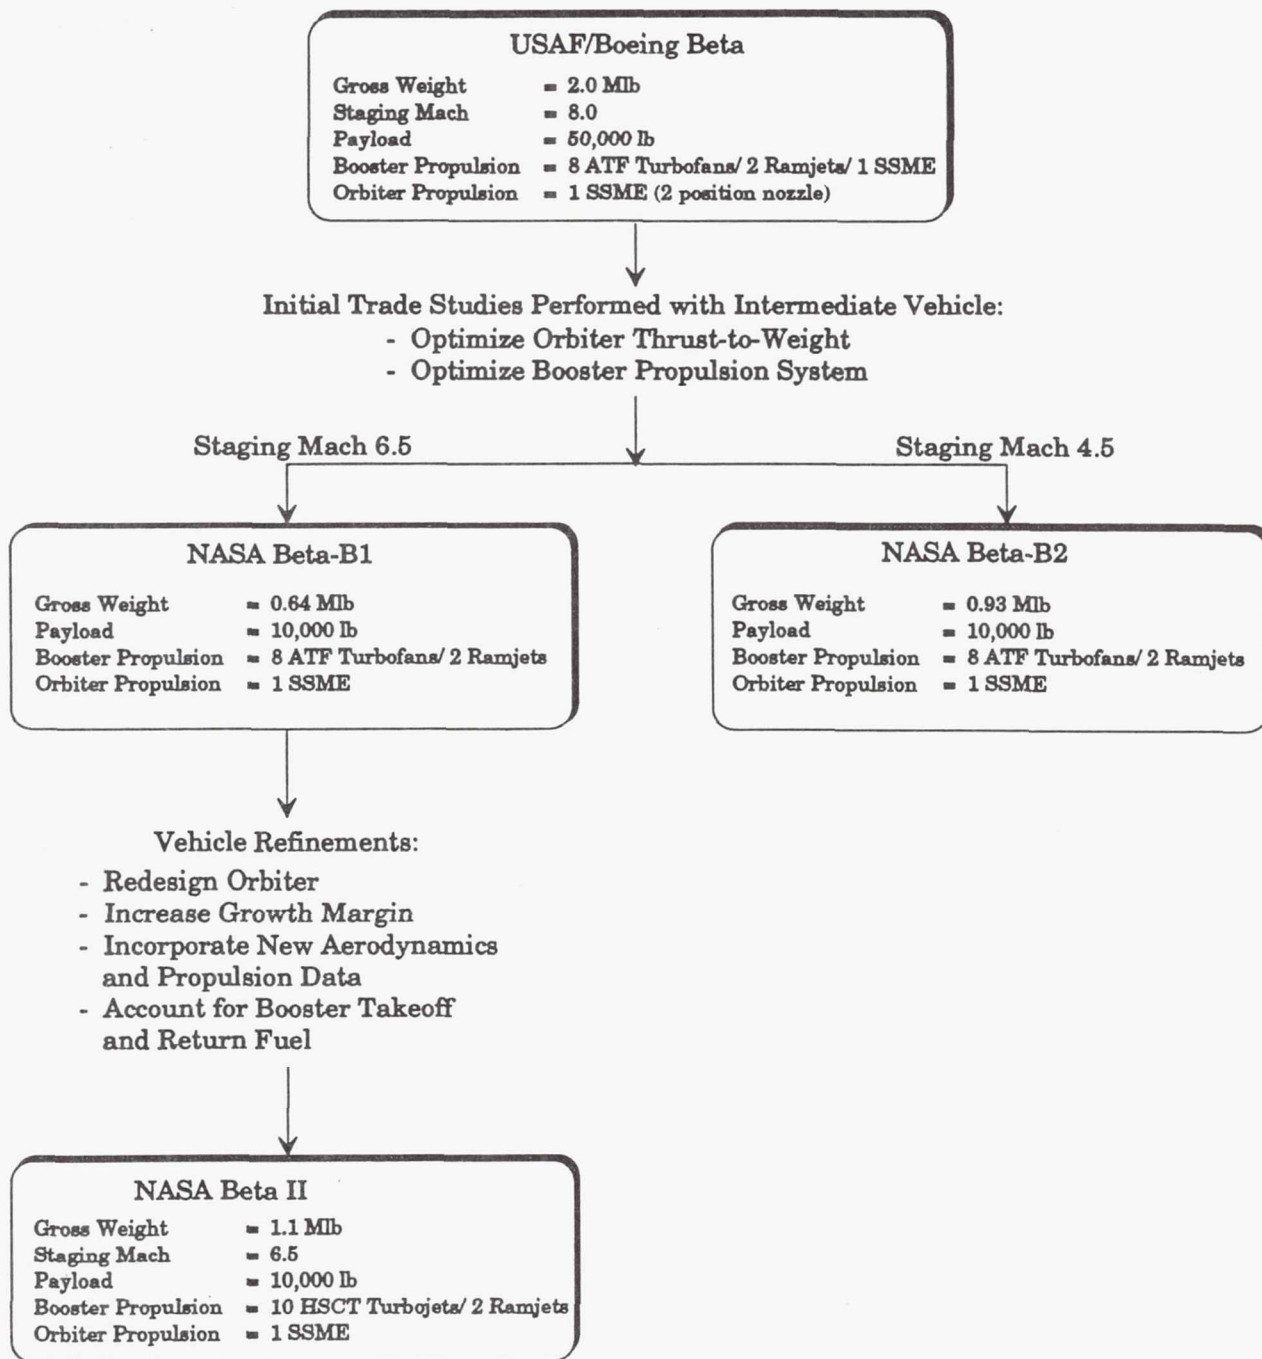 USAF/Boeing Beta
Gross Weight = 2.0 Mlb
Staging Mach = 8.0
Payload = 50,000 lb
Booster Propulsion = 8 ATF Turbofans/ 2 Ramjets/ 1 SSME
Orbiter Propulsion = 1 SSME (2 position nozzle)
Initial Trade Studies Performed with Intermediate Vehicle:
- Optimize Orbiter Thrust-to-Weight
- Optimize Booster Propulsion System
Staging Mach 6.5
Staging Mach 4.5
NASA Beta-B1
Gross Weight = 0.64 Mlb
Payload = 10,000 lb
Booster Propulsion = 8 ATF Turbofans/ 2 Ramjets
Orbiter Propulsion = 1 SSME
NASA Beta-B2
Gross Weight = 0.93 Mlb
Payload = 10,000 lb
Booster Propulsion = 8 ATF Turbofans/ 2 Ramjets
Orbiter Propulsion = 1 SSME
Vehicle Refinements:
- Redesign Orbiter
- Increase Growth Margin
- Incorporate New Aerodynamics
and Propulsion Data
- Account for Booster Takeoff
and Return Fuel
NASA Beta II
Gross Weight = 1.1 Mlb
Staging Mach = 6.5
Payload = 10,000 lb
Booster Propulsion = 10 HSCT Turbojets/ 2 Ramjets
Orbiter Propulsion = 1 SSME